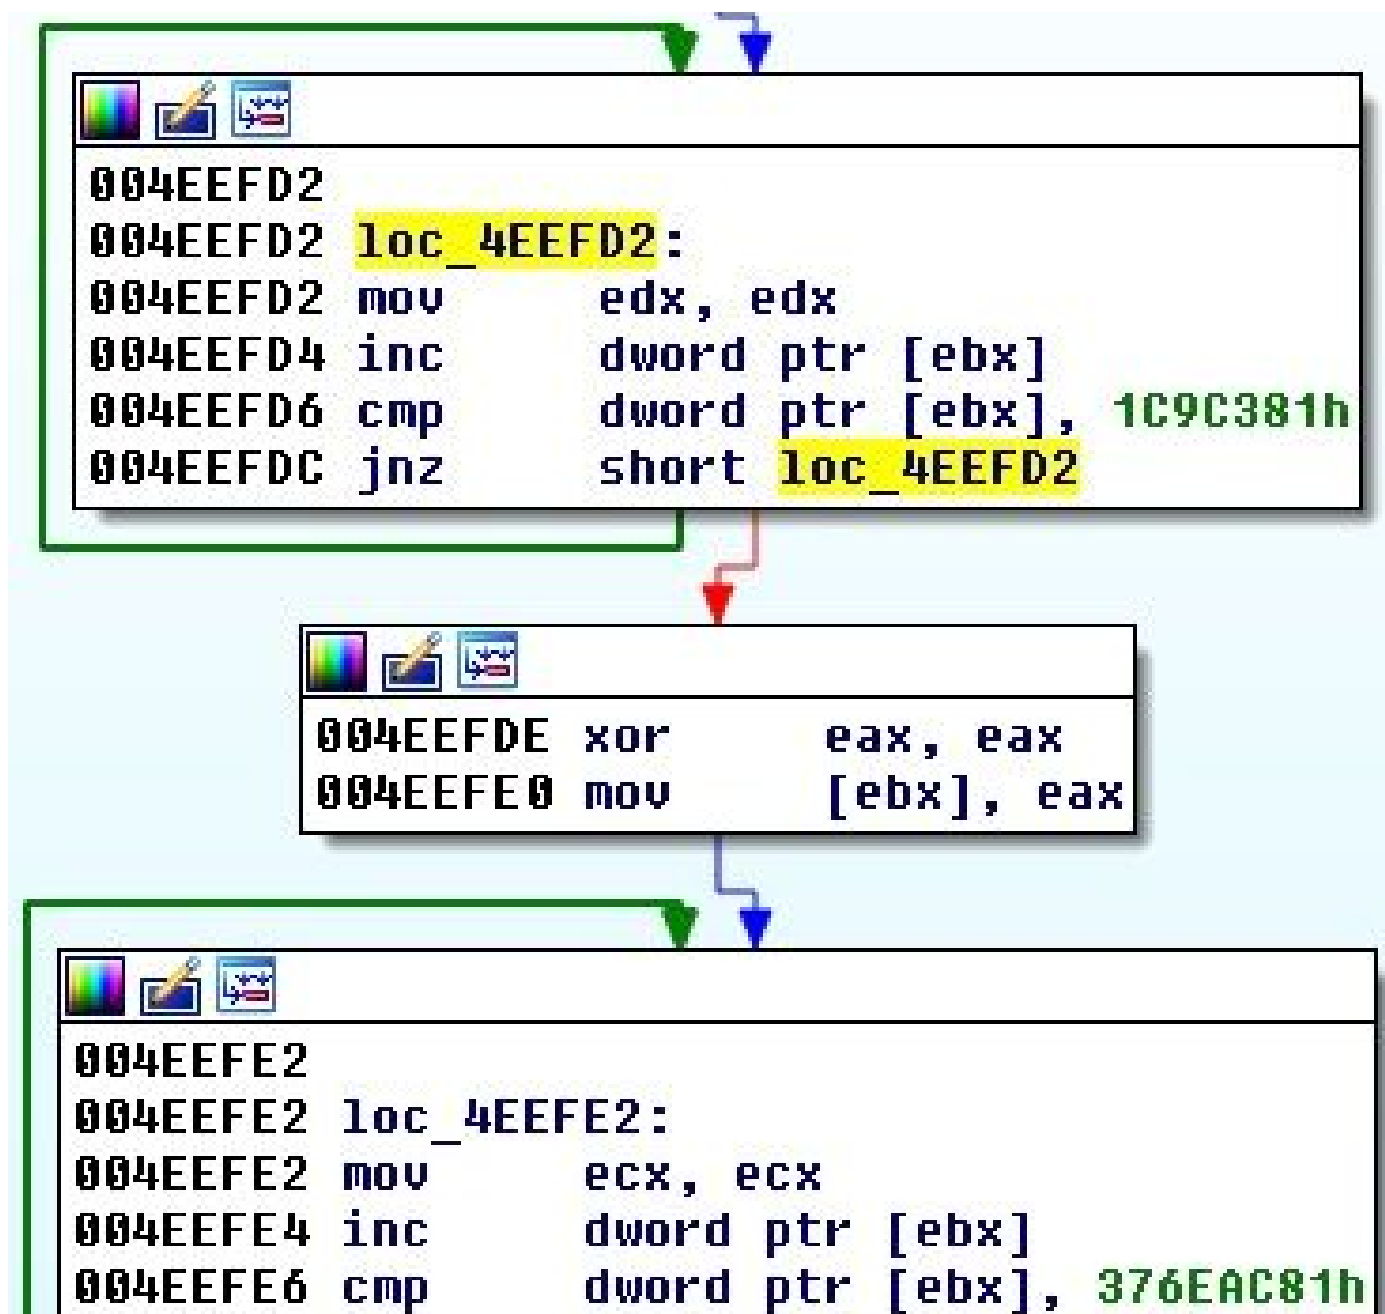 004EEFD2
004EEFD2 loc_4EEFD2:
004EEFD2 mov edx, edx
004EEFD4 inc dword ptr [ebx]
004EEFD6 cmp dword ptr [ebx], 1C9C381h
004EEFDC jnz short loc_4EEFD2
004EEFDE xor eax, eax
004EEFE0 mov [ebx], eax
004EEFE2
004EEFE2 loc_4EEFE2:
004EEFE2 mov ecx, ecx
004EEFE4 inc dword ptr [ebx]
004EEFE6 cmp dword ptr [ebx], 376EAC81h